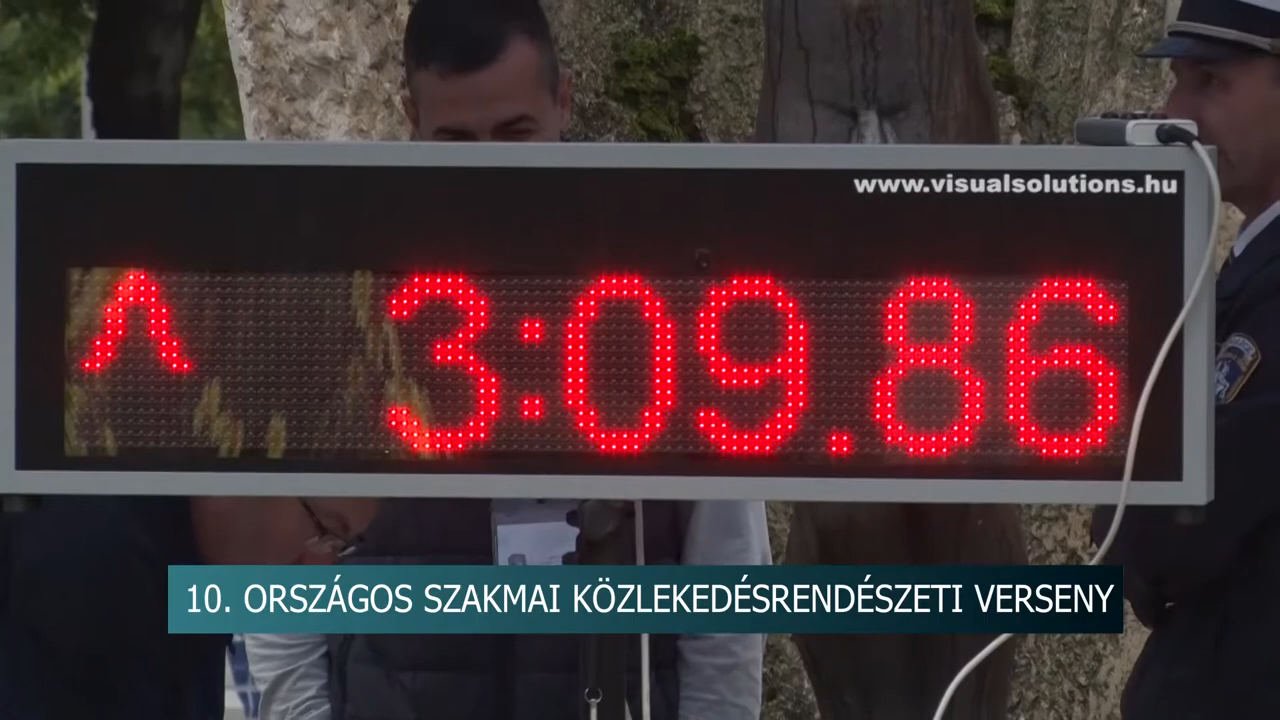 www.visualsolutions.hu
^ 3:09.86
10. ORSZÁGOS SZAKMAI KÖZLEKEDÉSRENDÉSZETI VERSENY